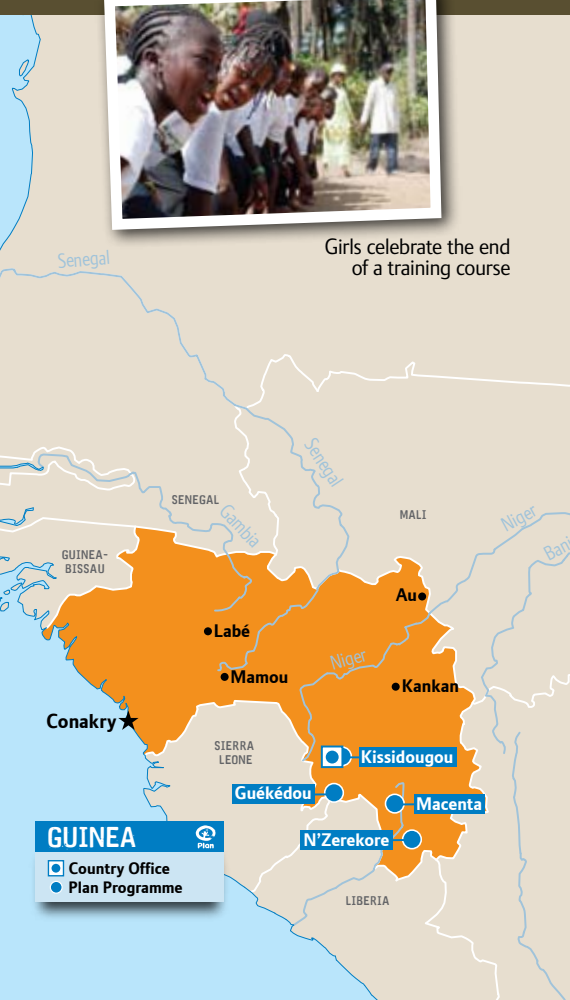 Girls celebrate the end
of a training course
Senegal
Senegal
SENEGAL
Gambia
MALI
Niger
Bani
GUINEA-
BISSAU
Au
Labé
Niger
Mamou
Kankan
Conakry
SIERRA
LEONE
Kissidougou
Guékédou
Macenta
N'Zerekore
GUINEA
Plan
Country Office
Plan Programme
LIBERIA